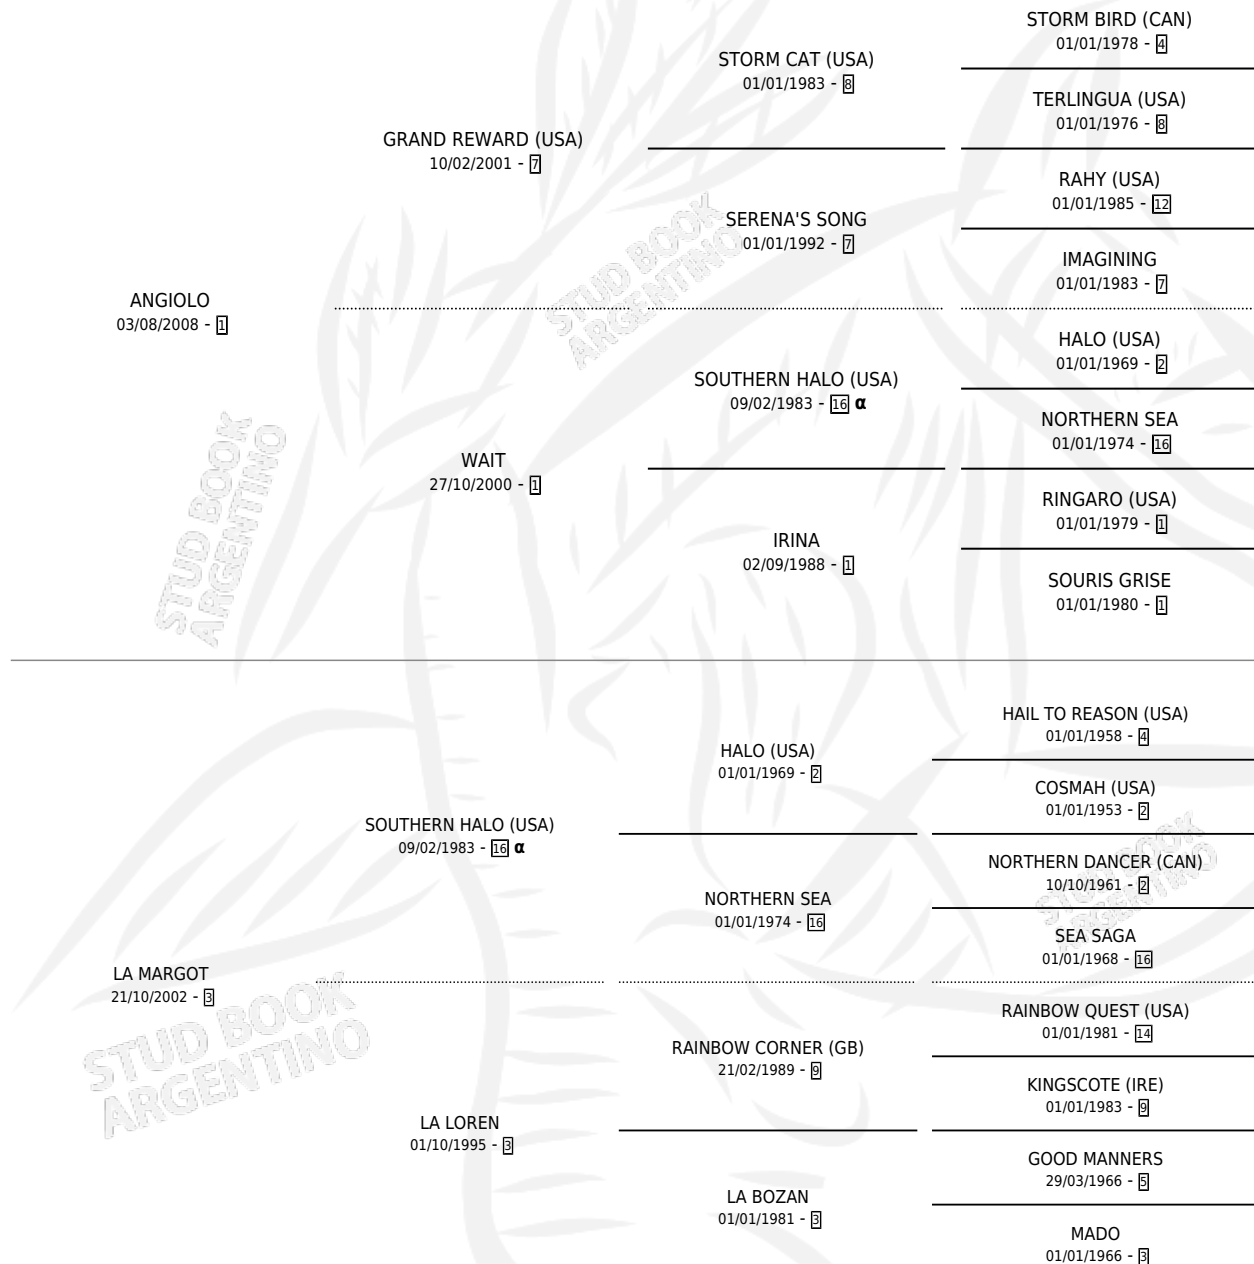 STORM BIRD (CAN)
01/01/1978 - 4
STORM CAT (USA)
01/01/1983 - 8
TERLINGUA (USA)
01/01/1976 - 8
GRAND REWARD (USA)
10/02/2001 - 7
RAHY (USA)
01/01/1985 - 12
SERENA'S SONG
01/01/1992 - 7
IMAGINING
01/01/1983 - 7
ANGIOLO
03/08/2008 - 1
HALO (USA)
01/01/1969 - 2
SOUTHERN HALO (USA)
09/02/1983 - 16 α
NORTHERN SEA
01/01/1974 - 16
WAIT
27/10/2000 - 1
RINGARO (USA)
01/01/1979 - 1
IRINA
02/09/1988 - 1
SOURIS GRISE
01/01/1980 - 1
STUD BOOK
ARGENTINO
STUD BOOK
ARGENTINO
HAIL TO REASON (USA)
01/01/1958 - 4
HALO (USA)
01/01/1969 - 2
COSMAH (USA)
01/01/1953 - 2
SOUTHERN HALO (USA)
09/02/1983 - 16 α
NORTHERN DANCER (CAN)
10/10/1961 - 2
NORTHERN SEA
01/01/1974 - 16
SEA SAGA
01/01/1968 - 16
LA MARGOT
21/10/2002 - 3
RAINBOW QUEST (USA)
01/01/1981 - 14
RAINBOW CORNER (GB)
21/02/1989 - 9
KINGSCOTE (IRE)
01/01/1983 - 9
LA LOREN
01/10/1995 - 3
GOOD MANNERS
29/03/1966 - 5
LA BOZAN
01/01/1981 - 3
MADO
01/01/1966 - 3
STUD BOOK
ARGENTINO
STUD BOOK
ARGENTINO